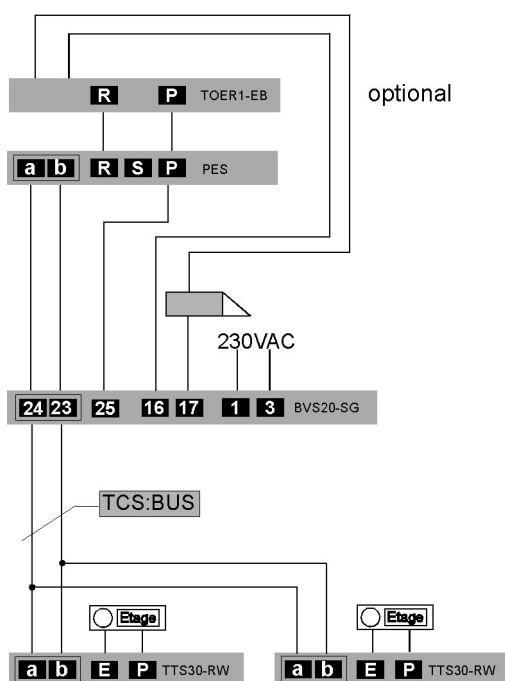 R P TOER1-EB
optional
a b R S P PES
230VAC
24 23 25 16 17 1 3 BVS20-SG
TCS:BUS
Etage Etage
a b E P TTS30-RW a b E P TTS30-RW